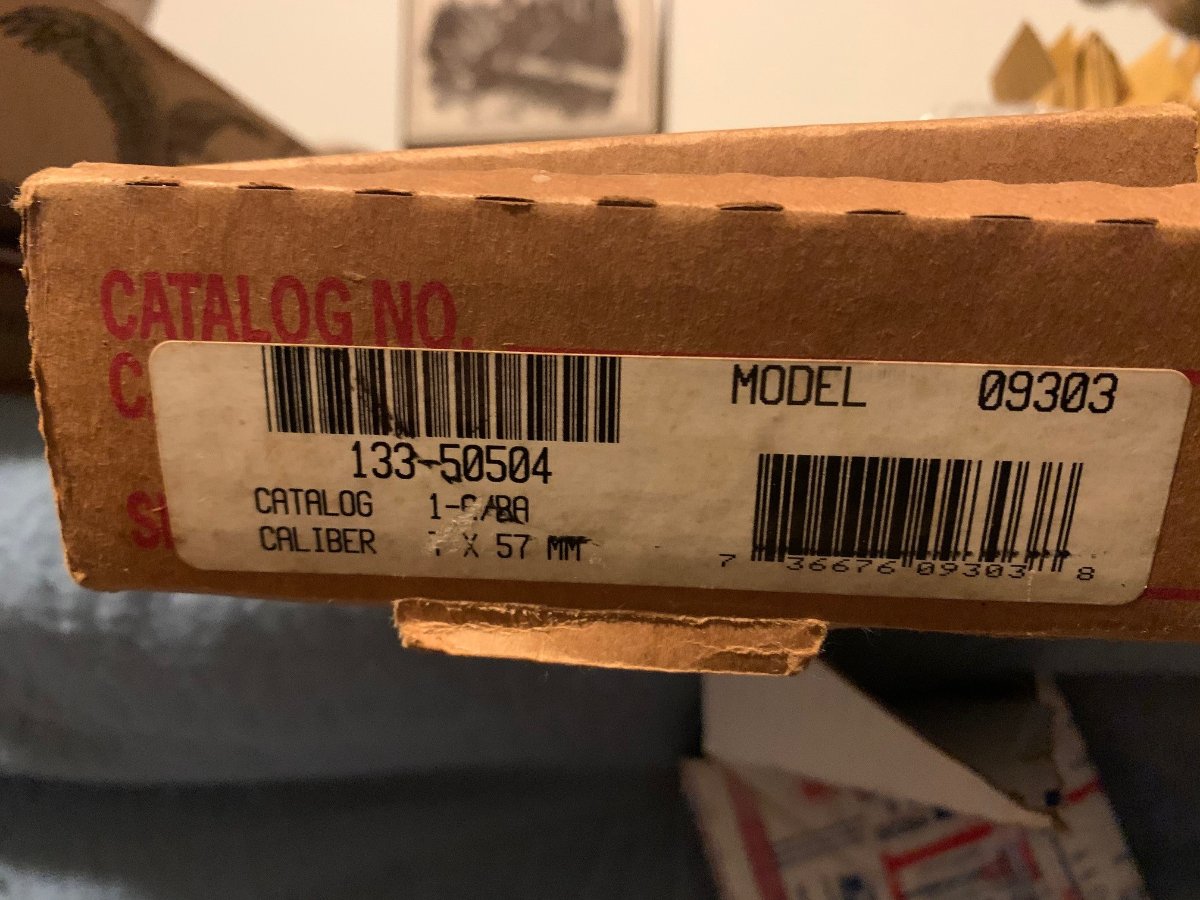 CATALOG NO.
133-50504
CATALOG
CALIBER X 57 MM
MODEL 09303
7 36676 09303 8